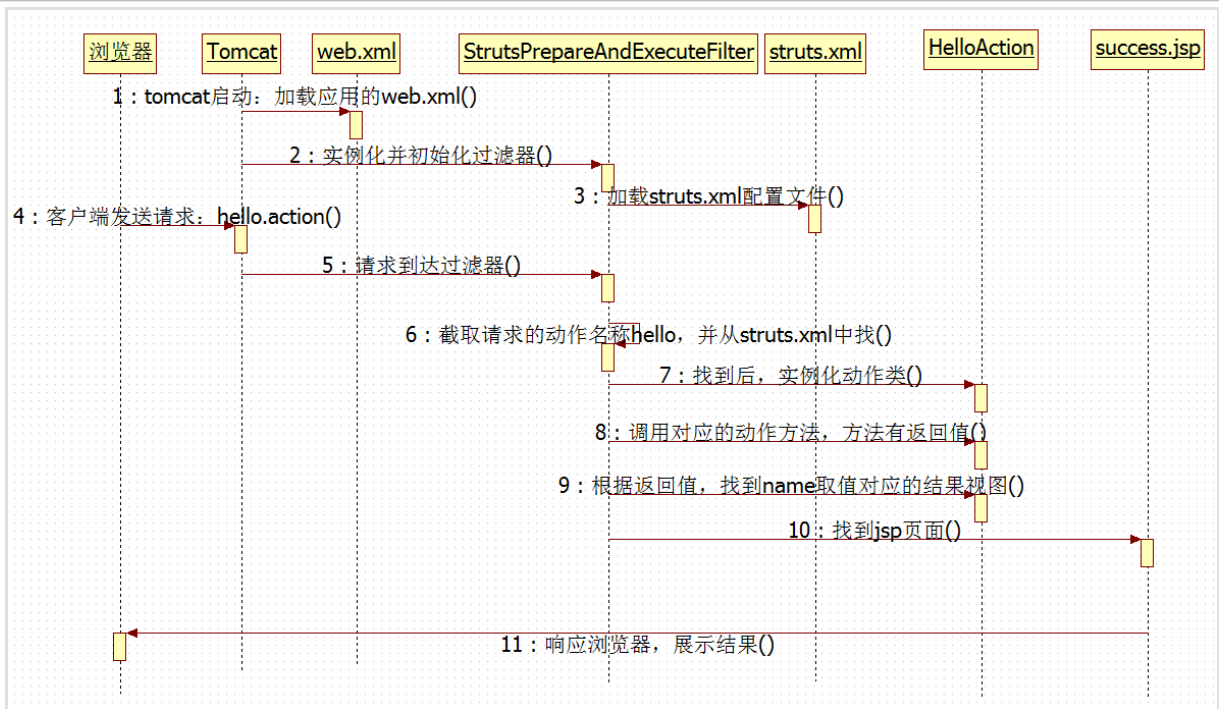 浏览器
Tomcat
web.xml
StrutsPrepareAndExecuteFilter
struts.xml
HelloAction
success.jsp
1：tomcat启动：加载应用的web.xml()
2：实例化并初始化过滤器()
3：加载struts.xml配置文件()
4：客户端发送请求：hello.action()
5：请求到达过滤器()
6：截取请求的动作名称hello，并从struts.xml中找()
7：找到后，实例化动作类()
8：调用对应的动作方法，方法有返回值()
9：根据返回值，找到name取值对应的结果视图()
10：找到jsp页面()
11：响应浏览器，展示结果()